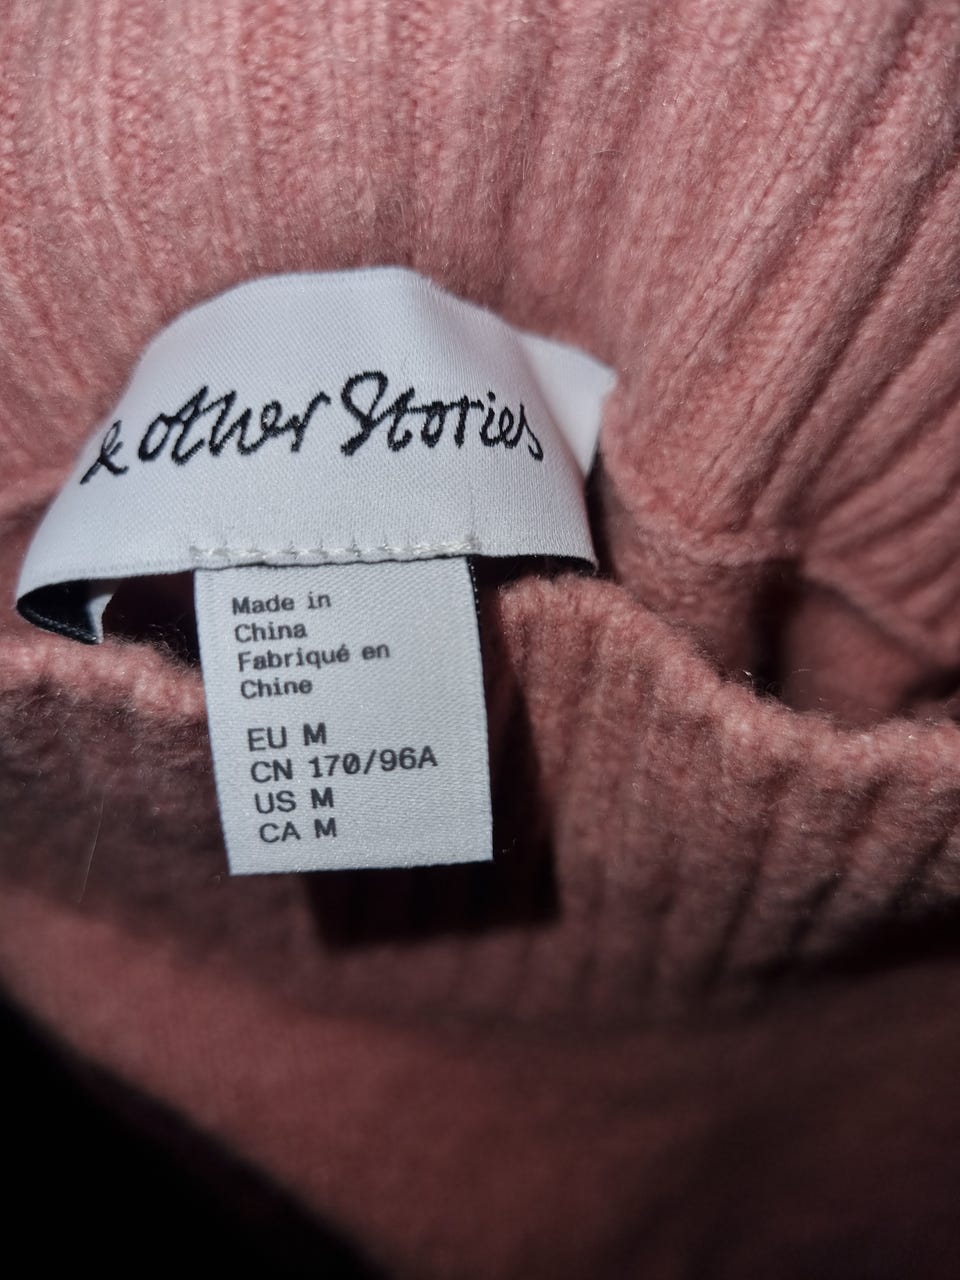 & other Stories
Made in
China
Fabriqué en
Chine
EU M
CN 170/96A
US M
CA M